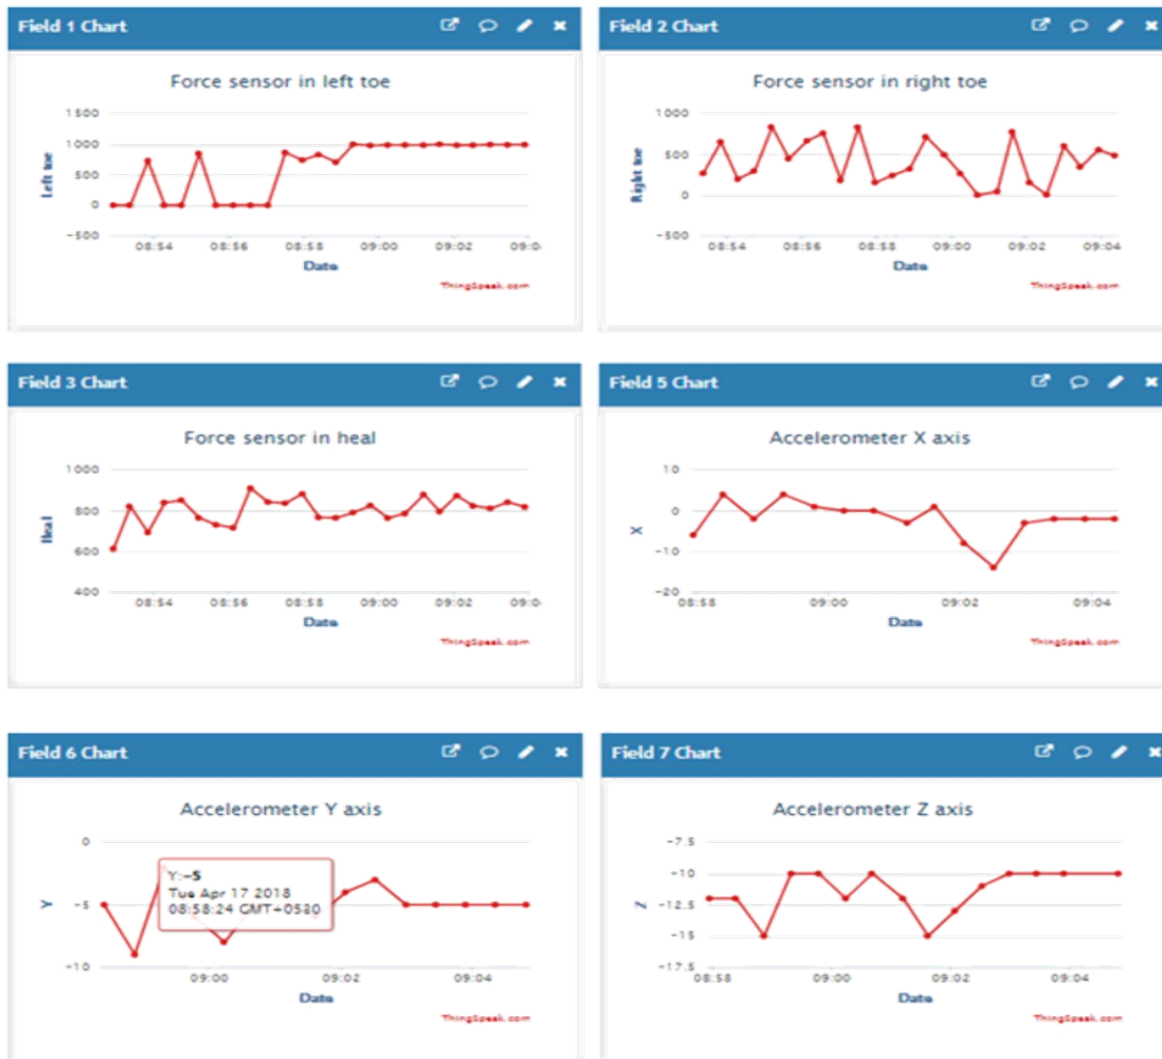 Field 1 Chart
Force sensor in left toe
1500
1000
500
0
-500
Left toe
08:54 08:56 08:58 09:00 09:02 09:0
Date
ThingSpeak.com
Field 2 Chart
Force sensor in right toe
1000
500
0
-500
Right toe
08:54 08:56 08:58 09:00 09:02 09:04
Date
ThingSpeak.com
Field 3 Chart
Force sensor in heal
1000
800
600
400
Heal
08:54 08:56 08:58 09:00 09:02 09:0
Date
ThingSpeak.com
Field 5 Chart
Accelerometer X axis
10
0
-10
-20
X
08:58 09:00 09:02 09:04
Date
ThingSpeak.com
Field 6 Chart
Accelerometer Y axis
0
-5
-10
Y
Y:-5
Tue Apr 17 2018
08:58:24 GMT+0530
09:00 09:02 09:04
Date
ThingSpeak.com
Field 7 Chart
Accelerometer Z axis
-7.5
-10
-12.5
-15
-17.5
Z
08:58 09:00 09:02 09:04
Date
ThingSpeak.com